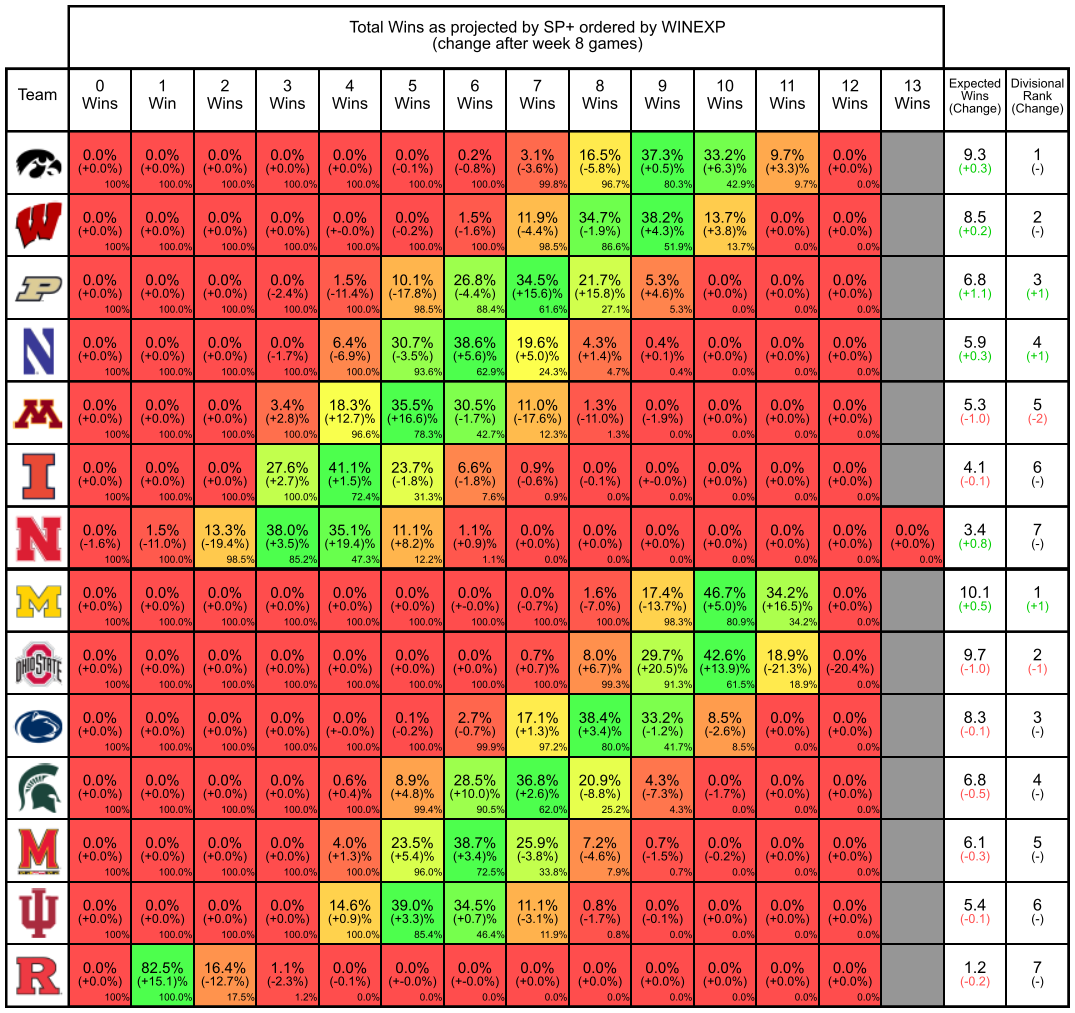 Total Wins as projected by SP+ ordered by WINEXP
(change after week 8 games)
Team 0 Wins 1 Win 2 Wins 3 Wins 4 Wins 5 Wins 6 Wins 7 Wins 8 Wins 9 Wins 10 Wins 11 Wins 12 Wins 13 Wins Expected Wins (Change) Divisional Rank (Change)
0.0% 0.0% 0.0% 0.0% 0.0% 0.0% 0.2% 3.1% 16.5% 37.3% 33.2% 9.7% 0.0% 9.3 1
(+0.0%) (+0.0%) (+0.0%) (+0.0%) (+0.0%) (-0.1%) (-0.8%) (-3.6%) (-5.8%) (+0.5)% (+6.3)% (+3.3)% (+0.0%) (+0.3) (-)
100% 100.0% 100.0% 100.0% 100.0% 100.0% 100.0% 99.8% 96.7% 80.3% 42.9% 9.7% 0.0%
W 0.0% 0.0% 0.0% 0.0% 0.0% 0.0% 1.5% 11.9% 34.7% 38.2% 13.7% 0.0% 0.0% 8.5 2
(+0.0%) (+0.0%) (+0.0%) (+0.0%) (+-0.0%) (-0.2%) (-1.6%) (-4.4%) (-1.9%) (+4.3)% (+3.8)% (+0.0%) (+0.0%) (+0.2) (-)
100% 100.0% 100.0% 100.0% 100.0% 100.0% 100.0% 98.5% 86.6% 51.9% 13.7% 0.0% 0.0%
P 0.0% 0.0% 0.0% 0.0% 1.5% 10.1% 26.8% 34.5% 21.7% 5.3% 0.0% 0.0% 0.0% 6.8 3
(+0.0%) (+0.0%) (+0.0%) (-2.4%) (-11.4%) (-17.8%) (-4.4%) (+15.6)% (+15.8)% (+4.6)% (+0.0%) (+0.0%) (+0.0%) (+1.1) (+1)
100% 100.0% 100.0% 100.0% 100.0% 98.5% 88.4% 61.6% 27.1% 5.3% 0.0% 0.0% 0.0%
N 0.0% 0.0% 0.0% 0.0% 6.4% 30.7% 38.6% 19.6% 4.3% 0.4% 0.0% 0.0% 0.0% 5.9 4
(+0.0%) (+0.0%) (+0.0%) (-1.7%) (-6.9%) (-3.5%) (+5.6)% (+5.0)% (+1.4)% (+0.1)% (+0.0%) (+0.0%) (+0.0%) (+0.3) (+1)
100% 100.0% 100.0% 100.0% 100.0% 93.6% 62.9% 24.3% 4.7% 0.4% 0.0% 0.0% 0.0%
M 0.0% 0.0% 0.0% 3.4% 18.3% 35.5% 30.5% 11.0% 1.3% 0.0% 0.0% 0.0% 0.0% 5.3 5
(+0.0%) (+0.0%) (+0.0%) (+2.8)% (+12.7)% (+16.6)% (-1.7%) (-17.6%) (-11.0%) (-1.9%) (+0.0%) (+0.0%) (+0.0%) (-1.0) (-2)
100% 100.0% 100.0% 100.0% 96.6% 78.3% 42.7% 12.3% 1.3% 0.0% 0.0% 0.0% 0.0%
I 0.0% 0.0% 0.0% 27.6% 41.1% 23.7% 6.6% 0.9% 0.0% 0.0% 0.0% 0.0% 0.0% 4.1 6
(+0.0%) (+0.0%) (+0.0%) (+2.7)% (+1.5)% (-1.8%) (-1.8%) (-0.6%) (-0.1%) (+-0.0%) (+0.0%) (+0.0%) (+0.0%) (-0.1) (-)
100% 100.0% 100.0% 100.0% 72.4% 31.3% 7.6% 0.9% 0.0% 0.0% 0.0% 0.0% 0.0%
N 0.0% 1.5% 13.3% 38.0% 35.1% 11.1% 1.1% 0.0% 0.0% 0.0% 0.0% 0.0% 0.0% 0.0% 3.4 7
(-1.6%) (-11.0%) (-19.4%) (+3.5)% (+19.4)% (+8.2)% (+0.9)% (+0.0%) (+0.0%) (+0.0%) (+0.0%) (+0.0%) (+0.0%) (+0.0%) (+0.8) (-)
100% 100.0% 98.5% 85.2% 47.3% 12.2% 1.1% 0.0% 0.0% 0.0% 0.0% 0.0% 0.0% 0.0%
M 0.0% 0.0% 0.0% 0.0% 0.0% 0.0% 0.0% 0.0% 1.6% 17.4% 46.7% 34.2% 0.0% 10.1 1
(+0.0%) (+0.0%) (+0.0%) (+0.0%) (+0.0%) (+0.0%) (+-0.0%) (-0.7%) (-7.0%) (-13.7%) (+5.0)% (+16.5)% (+0.0%) (+0.5) (+1)
100% 100.0% 100.0% 100.0% 100.0% 100.0% 100.0% 100.0% 100.0% 98.3% 80.9% 34.2% 0.0%
OHIO STATE 0.0% 0.0% 0.0% 0.0% 0.0% 0.0% 0.0% 0.7% 8.0% 29.7% 42.6% 18.9% 0.0% 9.7 2
(+0.0%) (+0.0%) (+0.0%) (+0.0%) (+0.0%) (+0.0%) (+0.0%) (+0.7)% (+6.7)% (+20.5)% (+13.9)% (-21.3%) (-20.4%) (-1.0) (-1)
100% 100.0% 100.0% 100.0% 100.0% 100.0% 100.0% 100.0% 99.3% 91.3% 61.5% 18.9% 0.0%
0.0% 0.0% 0.0% 0.0% 0.0% 0.1% 2.7% 17.1% 38.4% 33.2% 8.5% 0.0% 0.0% 8.3 3
(+0.0%) (+0.0%) (+0.0%) (+0.0%) (+-0.0%) (-0.2%) (-0.7%) (+1.3)% (+3.4)% (-1.2%) (-2.6%) (+0.0%) (+0.0%) (-0.1) (-)
100% 100.0% 100.0% 100.0% 100.0% 100.0% 99.9% 97.2% 80.0% 41.7% 8.5% 0.0% 0.0%
0.0% 0.0% 0.0% 0.0% 0.6% 8.9% 28.5% 36.8% 20.9% 4.3% 0.0% 0.0% 0.0% 6.8 4
(+0.0%) (+0.0%) (+0.0%) (+0.0%) (+0.4)% (+4.8)% (+10.0)% (+2.6)% (-8.8%) (-7.3%) (-1.7%) (+0.0%) (+0.0%) (-0.5) (-)
100% 100.0% 100.0% 100.0% 100.0% 99.4% 90.5% 62.0% 25.2% 4.3% 0.0% 0.0% 0.0%
M 0.0% 0.0% 0.0% 0.0% 4.0% 23.5% 38.7% 25.9% 7.2% 0.7% 0.0% 0.0% 0.0% 6.1 5
(+0.0%) (+0.0%) (+0.0%) (+0.0%) (+1.3)% (+5.4)% (+3.4)% (-3.8%) (-4.6%) (-1.5%) (-0.2%) (+0.0%) (+0.0%) (-0.3) (-)
100% 100.0% 100.0% 100.0% 100.0% 96.0% 72.5% 33.8% 7.9% 0.7% 0.0% 0.0% 0.0%
0.0% 0.0% 0.0% 0.0% 14.6% 39.0% 34.5% 11.1% 0.8% 0.0% 0.0% 0.0% 0.0% 5.4 6
(+0.0%) (+0.0%) (+0.0%) (+0.0%) (+0.9)% (+3.3)% (+0.7)% (-3.1%) (-1.7%) (-0.1%) (+0.0%) (+0.0%) (+0.0%) (-0.1) (-)
100% 100.0% 100.0% 100.0% 100.0% 85.4% 46.4% 11.9% 0.8% 0.0% 0.0% 0.0% 0.0%
R 0.0% 82.5% 16.4% 1.1% 0.0% 0.0% 0.0% 0.0% 0.0% 0.0% 0.0% 0.0% 0.0% 1.2 7
(+0.0%) (+15.1)% (-12.7%) (-2.3%) (-0.1%) (+-0.0%) (+-0.0%) (+0.0%) (+0.0%) (+0.0%) (+0.0%) (+0.0%) (+0.0%) (-0.2) (-)
100% 100.0% 17.5% 1.2% 0.0% 0.0% 0.0% 0.0% 0.0% 0.0% 0.0% 0.0% 0.0%